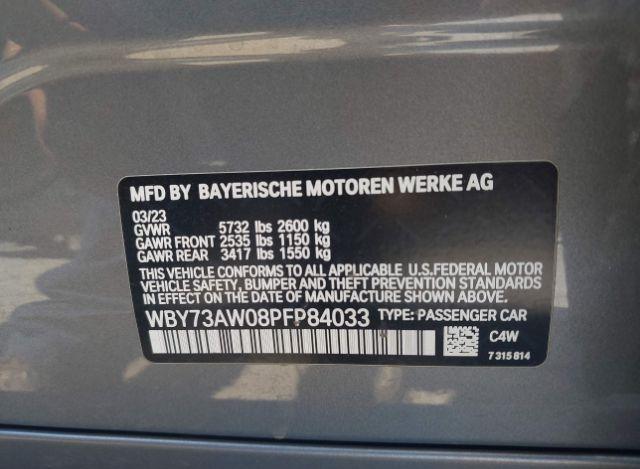 MFD BY BAYERISCHE MOTOREN WERKE AG
03/23
GVWR 5732 lbs 2600 kg
GAWR FRONT 2535 lbs 1150 kg
GAWR REAR 3417 lbs 1550 kg
THIS VEHICLE CONFORMS TO ALL APPLICABLE U.S.FEDERAL MOTOR
VEHICLE SAFETY, BUMPER AND THEFT PREVENTION STANDARDS
IN EFFECT ON THE DATE OF MANUFACTURE SHOWN ABOVE.
WBY73AW08PFP84033 TYPE: PASSENGER CAR
C4W
7 315 814